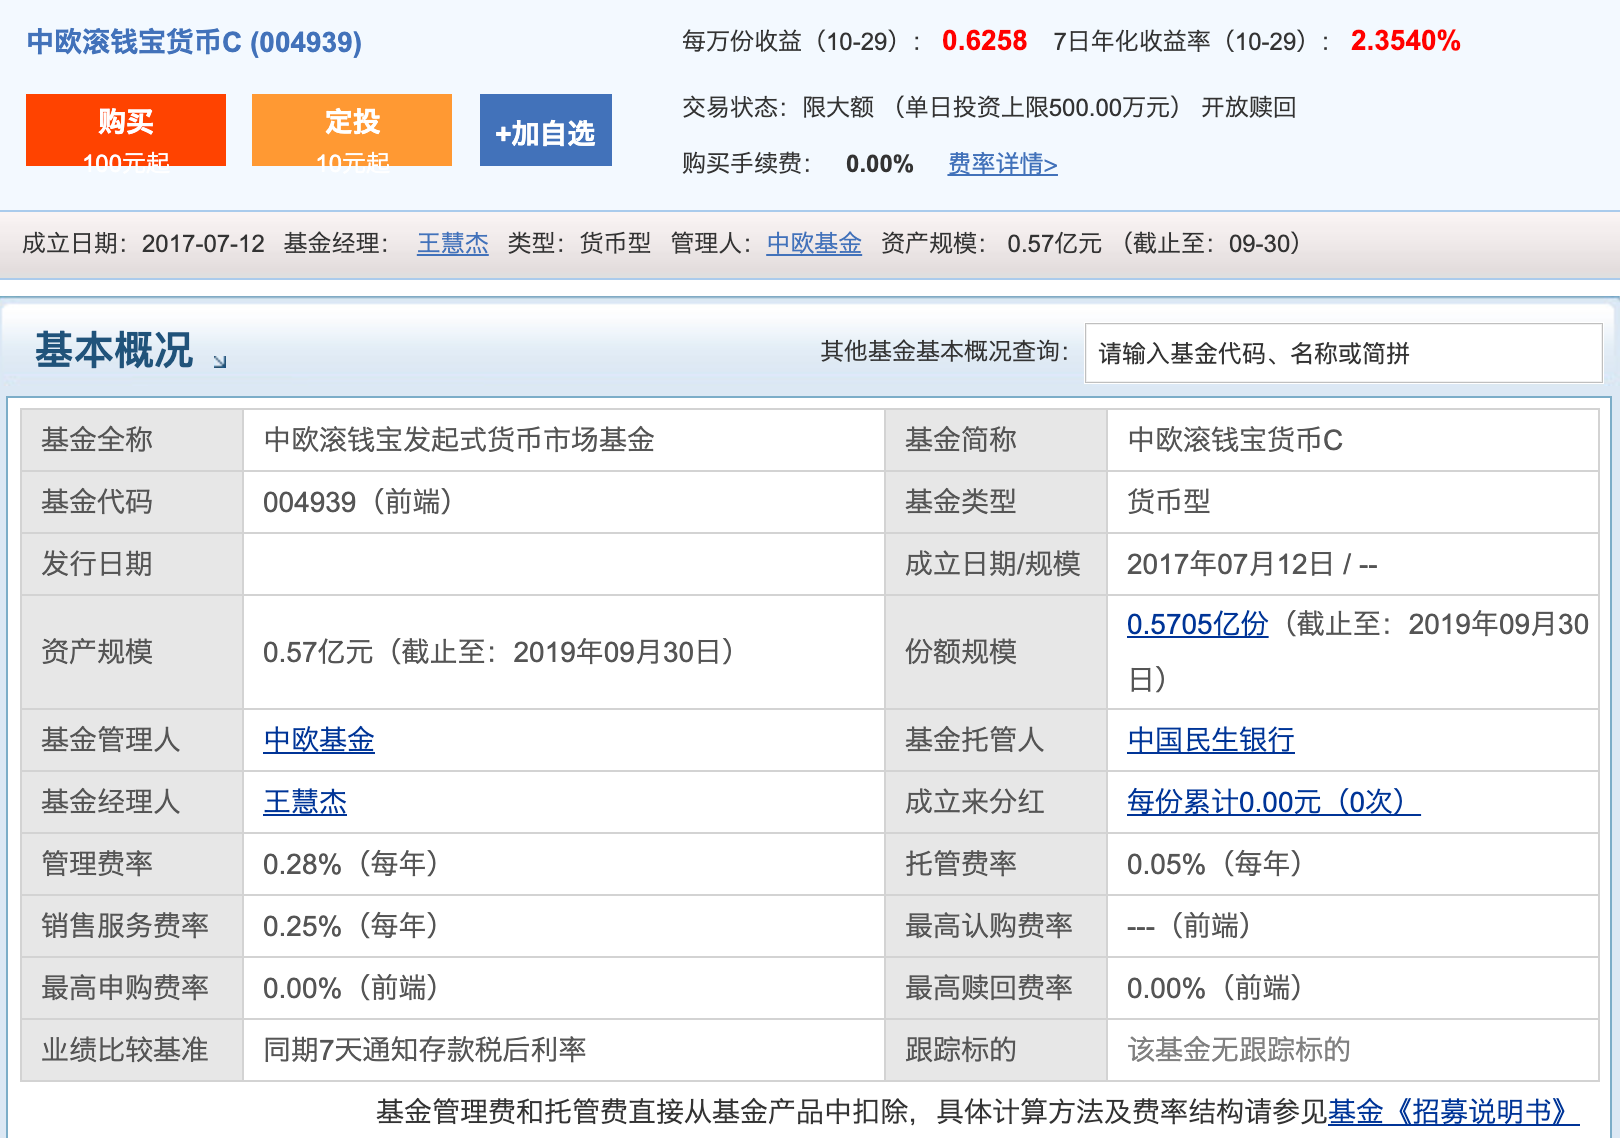 中欧滚钱宝货币C (004939)
每万份收益（10-29）： 0.6258 7日年化收益率（10-29）： 2.3540%
购买
100元起
定投
10元起
+加自选
交易状态：限大额 （单日投资上限500.00万元） 开放赎回
购买手续费： 0.00% 费率详情>
成立日期：2017-07-12 基金经理： 王慧杰 类型：货币型 管理人：中欧基金 资产规模： 0.57亿元 （截止至：09-30）
基本概况
其他基金基本概况查询：
请输入基金代码、名称或简拼
基金全称 中欧滚钱宝发起式货币市场基金 基金简称 中欧滚钱宝货币C
基金代码 004939（前端） 基金类型 货币型
发行日期 成立日期/规模 2017年07月12日 / --
资产规模 0.57亿元（截止至：2019年09月30日） 份额规模 0.5705亿份（截止至：2019年09月30
日）
基金管理人 中欧基金 基金托管人 中国民生银行
基金经理人 王慧杰 成立来分红 每份累计0.00元（0次）
管理费率 0.28%（每年） 托管费率 0.05%（每年）
销售服务费率 0.25%（每年） 最高认购费率 ---（前端）
最高申购费率 0.00%（前端） 最高赎回费率 0.00%（前端）
业绩比较基准 同期7天通知存款税后利率 跟踪标的 该基金无跟踪标的
基金管理费和托管费直接从基金产品中扣除，具体计算方法及费率结构请参见基金《招募说明书》